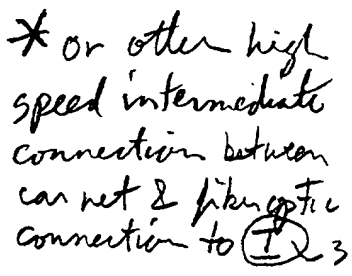 * or other high
speed intermediate
connection between
car net & fiber optic
connection to I 3